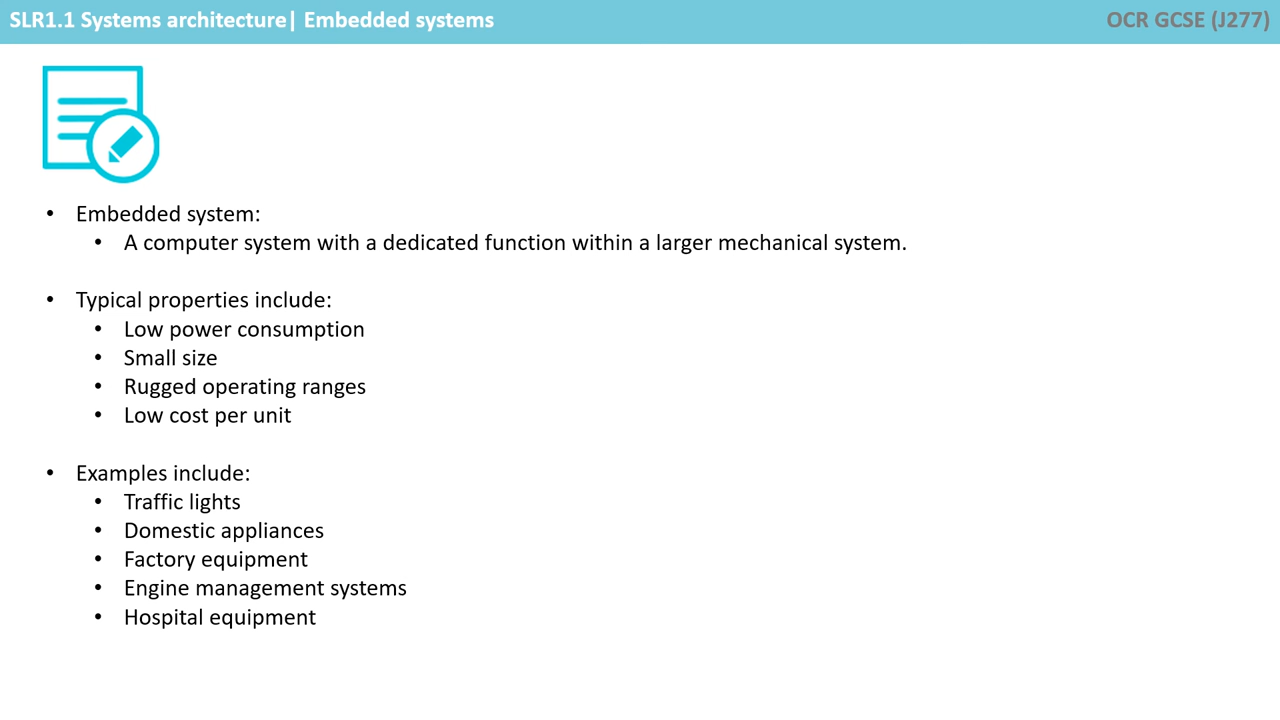 SLR1.1 Systems architecture| Embedded systems
OCR GCSE (J277)
• Embedded system:
• A computer system with a dedicated function within a larger mechanical system.
• Typical properties include:
• Low power consumption
• Small size
• Rugged operating ranges
• Low cost per unit
• Examples include:
• Traffic lights
• Domestic appliances
• Factory equipment
• Engine management systems
• Hospital equipment